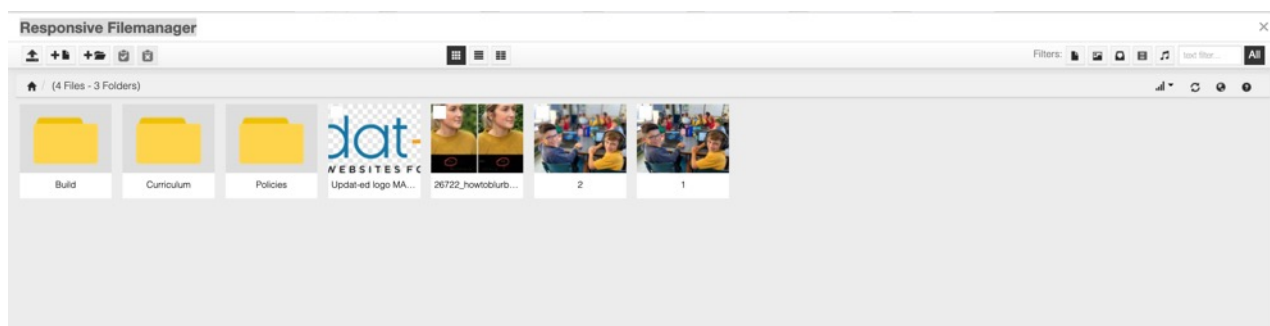 Responsive Filemanager
×
Filters:
text filter...
All
/ (4 Files - 3 Folders)
dat-
WEBSITES FO
Build
Curriculum
Policies
Updat-ed logo MA...
26722_howtoblurb...
2
1